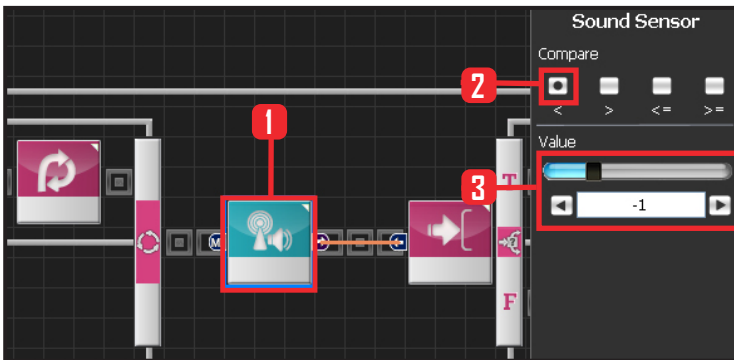 Sound Sensor
Compare
2
< > <= >=
1
Value
3
-1
T
M
F